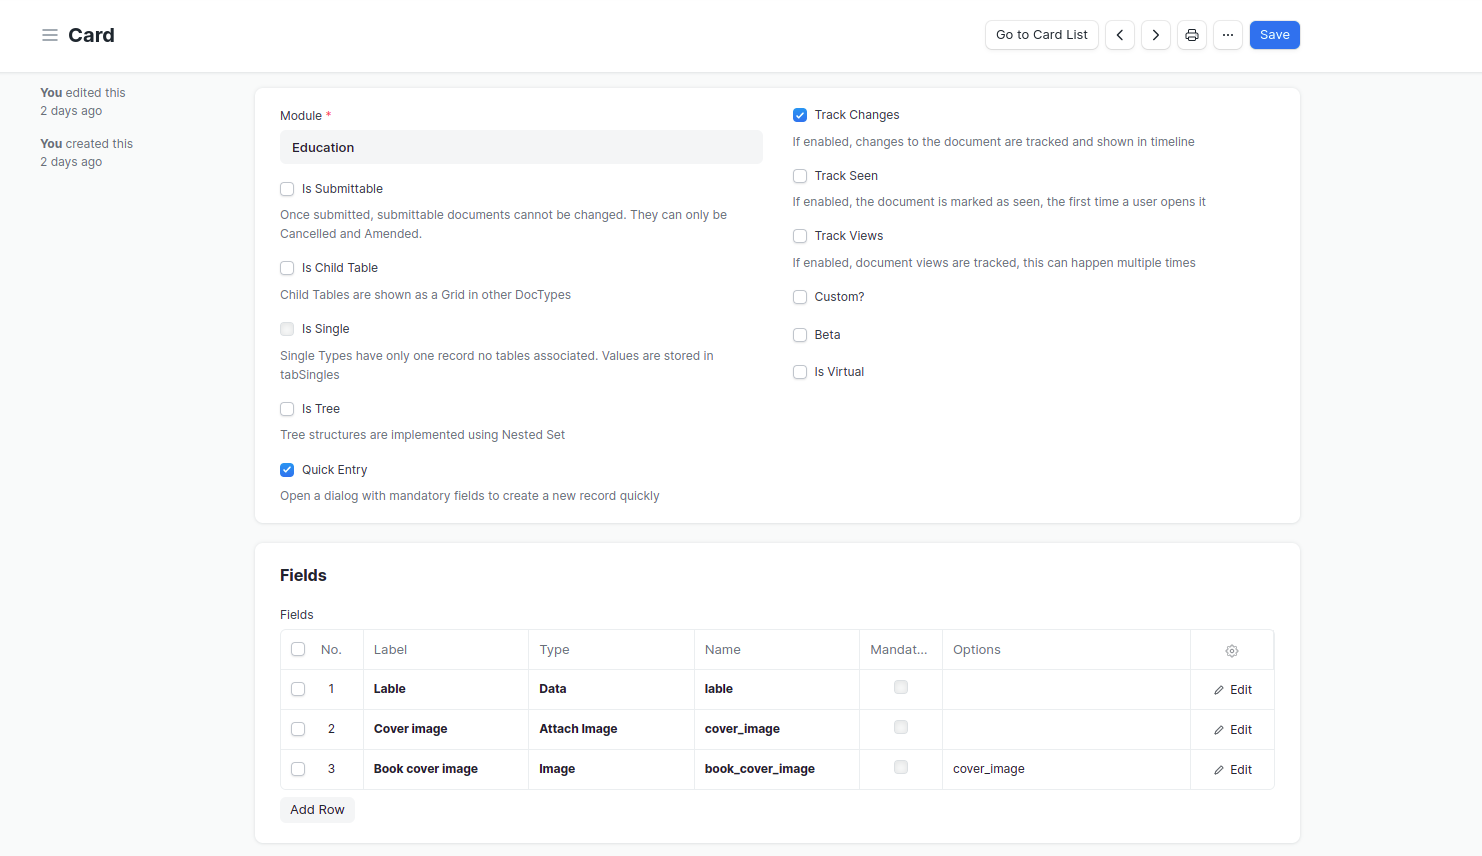 Card
Go to Card List
Save
You edited this
2 days ago
You created this
2 days ago
Module *
Education
Is Submittable
Once submitted, submittable documents cannot be changed. They can only be
Cancelled and Amended.
Is Child Table
Child Tables are shown as a Grid in other DocTypes
Is Single
Single Types have only one record no tables associated. Values are stored in
tabSingles
Is Tree
Tree structures are implemented using Nested Set
Quick Entry
Open a dialog with mandatory fields to create a new record quickly
Track Changes
If enabled, changes to the document are tracked and shown in timeline
Track Seen
If enabled, the document is marked as seen, the first time a user opens it
Track Views
If enabled, document views are tracked, this can happen multiple times
Custom?
Beta
Is Virtual
Fields
Fields
No. Label Type Name Mandat... Options
1 Lable Data lable Edit
2 Cover image Attach Image cover_image Edit
3 Book cover image Image book_cover_image cover_image Edit
Add Row